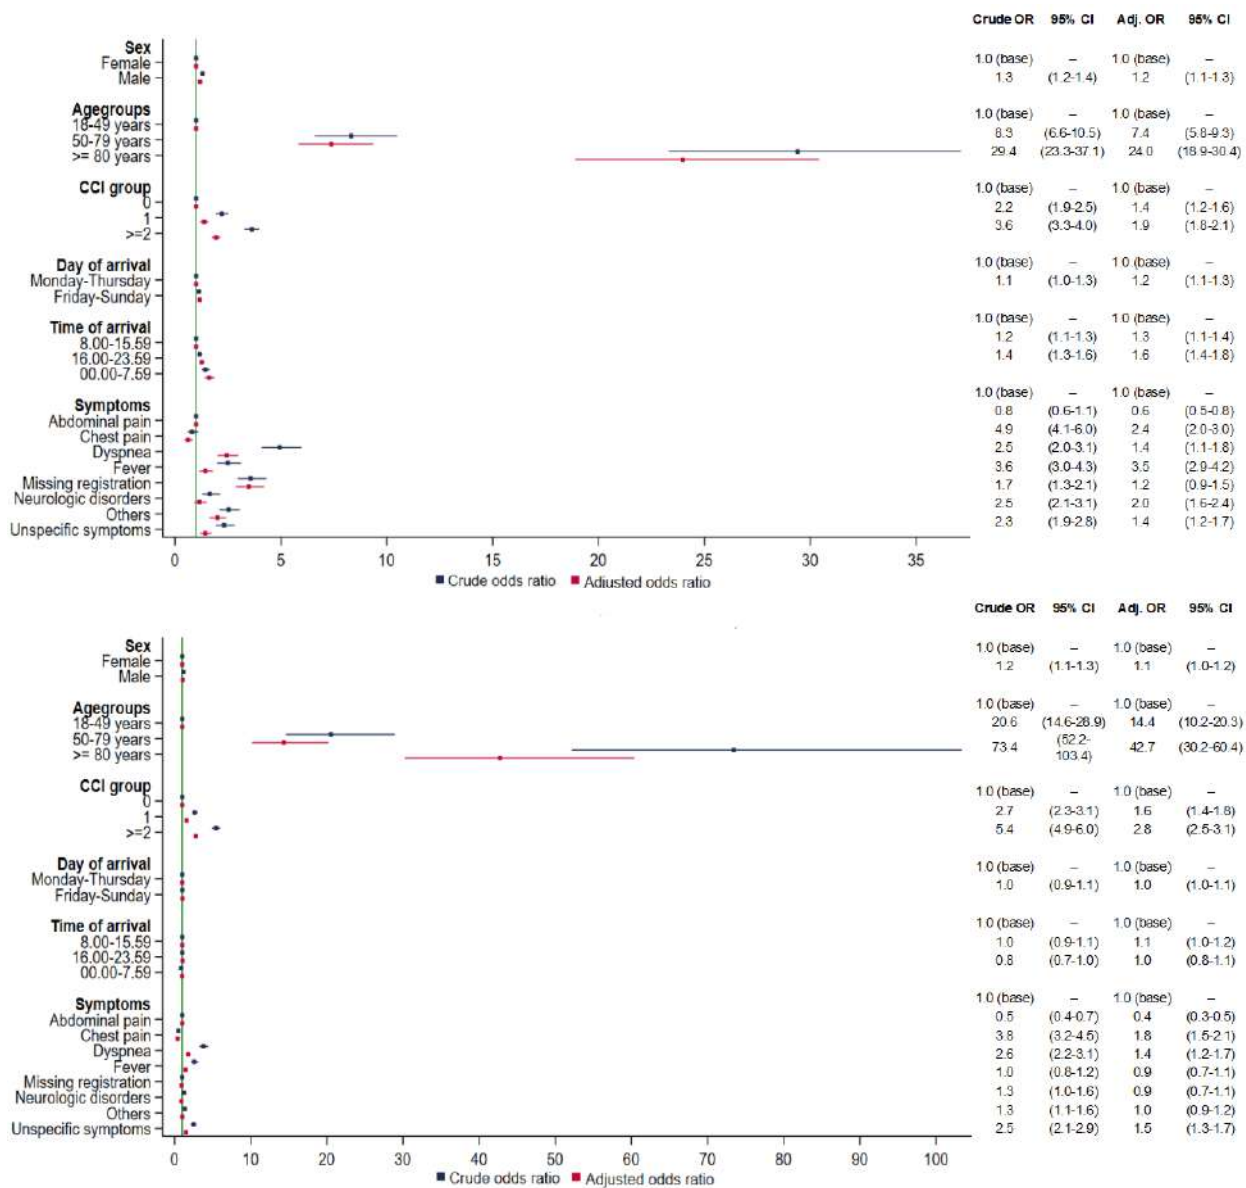 Crude OR 95% CI Adj. OR 95% CI
Sex 1.0 (base) – 1.0 (base) –
Female
Male 1.3 (1.2-1.4) 1.2 (1.1-1.3)
Agegroups 1.0 (base) – 1.0 (base) –
18-49 years
50-79 years 8.3 (6.6-10.5) 7.4 (5.8-9.3)
>= 80 years 29.4 (23.3-37.1) 24.0 (18.9-30.4)
CCI group 1.0 (base) – 1.0 (base) –
0
1 2.2 (1.9-2.5) 1.4 (1.2-1.6)
>=2 3.6 (3.3-4.0) 1.9 (1.8-2.1)
Day of arrival 1.0 (base) – 1.0 (base) –
Monday-Thursday
Friday-Sunday 1.1 (1.0-1.3) 1.2 (1.1-1.3)
Time of arrival 1.0 (base) – 1.0 (base) –
8.00-15.59
16.00-23.59 1.2 (1.1-1.3) 1.3 (1.1-1.4)
00.00-7.59 1.4 (1.3-1.6) 1.6 (1.4-1.8)
Symptoms 1.0 (base) – 1.0 (base) –
Abdominal pain
Chest pain 0.8 (0.6-1.1) 0.6 (0.5-0.8)
Dyspnea 4.9 (4.1-6.0) 2.4 (2.0-3.0)
Fever 2.5 (2.0-3.1) 1.4 (1.1-1.8)
Missing registration 3.6 (3.0-4.3) 3.5 (2.9-4.2)
Neurologic disorders 1.7 (1.3-2.1) 1.2 (0.9-1.5)
Others 2.5 (2.1-3.1) 2.0 (1.6-2.4)
Unspecific symptoms 2.3 (1.9-2.8) 1.4 (1.2-1.7)
0 5 10 15 20 25 30 35
Crude odds ratio Adjusted odds ratio
Crude OR 95% CI Adj. OR 95% CI
Sex 1.0 (base) – 1.0 (base) –
Female
Male 1.2 (1.1-1.3) 1.1 (1.0-1.2)
Agegroups 1.0 (base) – 1.0 (base) –
18-49 years
50-79 years 20.6 (14.6-28.9) 14.4 (10.2-20.3)
>= 80 years 73.4 (52.2-103.4) 42.7 (30.2-60.4)
CCI group 1.0 (base) – 1.0 (base) –
0
1 2.7 (2.3-3.1) 1.6 (1.4-1.8)
>=2 5.4 (4.9-6.0) 2.8 (2.5-3.1)
Day of arrival 1.0 (base) – 1.0 (base) –
Monday-Thursday
Friday-Sunday 1.0 (0.9-1.1) 1.0 (1.0-1.1)
Time of arrival 1.0 (base) – 1.0 (base) –
8.00-15.59
16.00-23.59 1.0 (0.9-1.1) 1.1 (1.0-1.2)
00.00-7.59 0.8 (0.7-1.0) 1.0 (0.8-1.1)
Symptoms 1.0 (base) – 1.0 (base) –
Abdominal pain
Chest pain 0.5 (0.4-0.7) 0.4 (0.3-0.5)
Dyspnea 3.8 (3.2-4.5) 1.8 (1.5-2.1)
Fever 2.6 (2.2-3.1) 1.4 (1.2-1.7)
Missing registration 1.0 (0.8-1.2) 0.9 (0.7-1.1)
Neurologic disorders 1.3 (1.0-1.6) 0.9 (0.7-1.1)
Others 1.3 (1.1-1.6) 1.0 (0.9-1.2)
Unspecific symptoms 2.5 (2.1-2.9) 1.5 (1.3-1.7)
0 10 20 30 40 50 60 70 80 90 100
Crude odds ratio Adjusted odds ratio